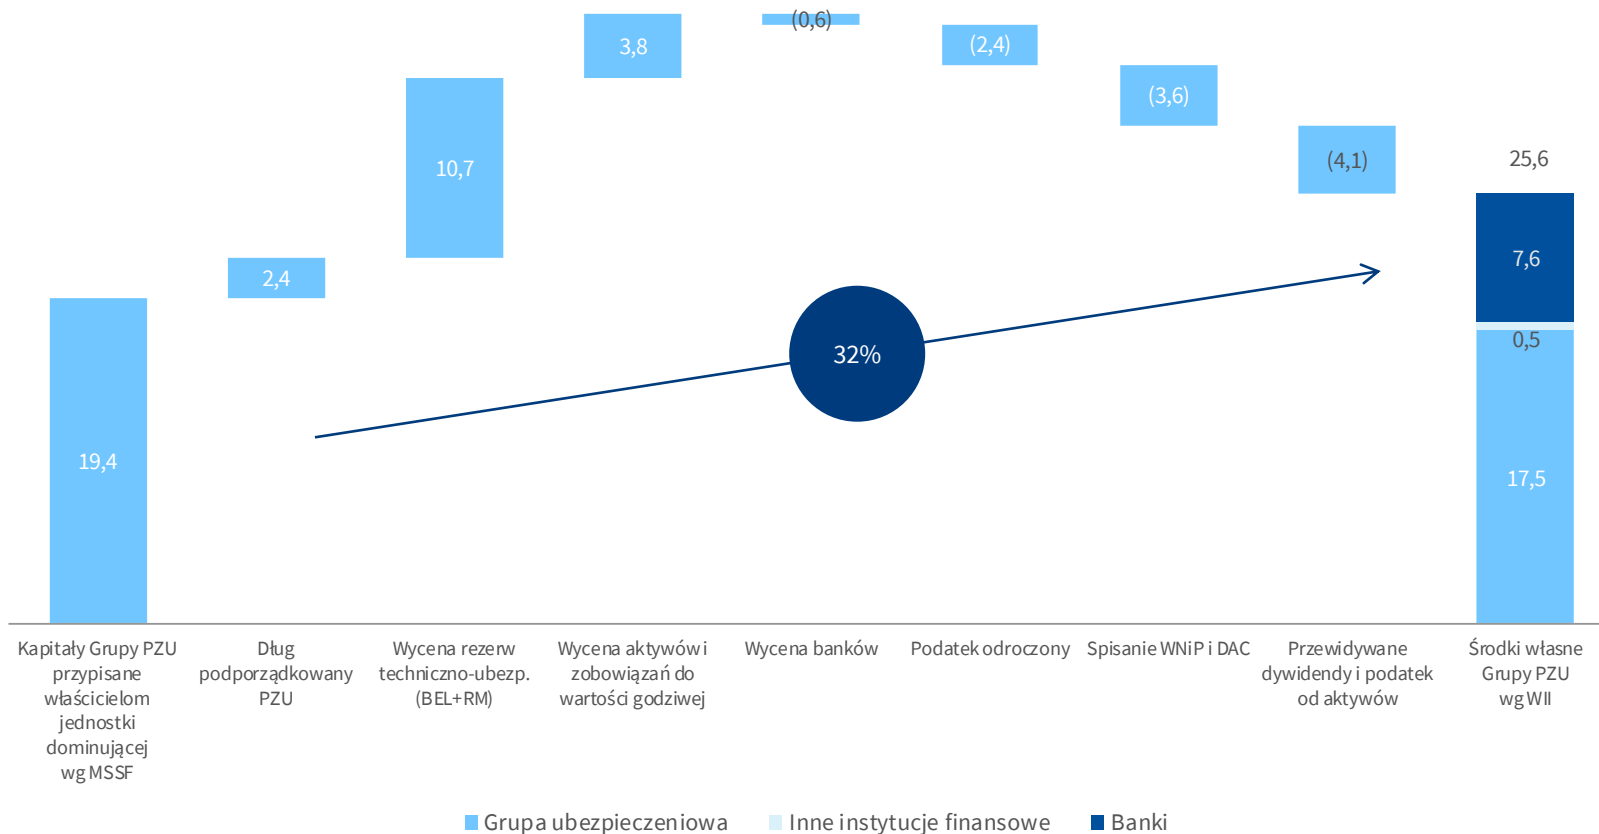 (0,6)
3,8
(2,4)
(3,6)
10,7
(4,1)
25,6
2,4
7,6
32%
0,5
19,4
17,5
Kapitały Grupy PZU
przypisane
właścicielom
jednostki
dominującej
wg MSSF
Dług
podporządkowany
PZU
Wycena rezerw
techniczno-ubezp.
(BEL+RM)
Wycena aktywów i
zobowiązań do
wartości godziwej
Wycena banków
Podatek odroczony
Spisanie WNiP i DAC
Przewidywane
dywidendy i podatek
od aktywów
Środki własne
Grupy PZU
wg WII
Grupa ubezpieczeniowa
Inne instytucje finansowe
Banki